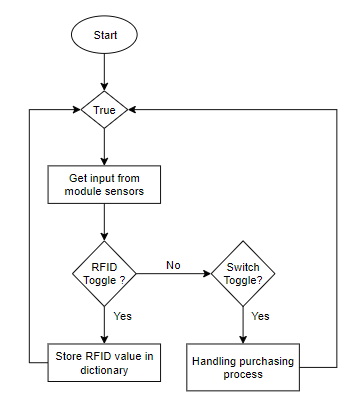 Start
True
Get input from
module sensors
RFID
Toggle ?
No
Switch
Toggle?
Yes
Yes
Store RFID value in
dictionary
Handling purchasing
process